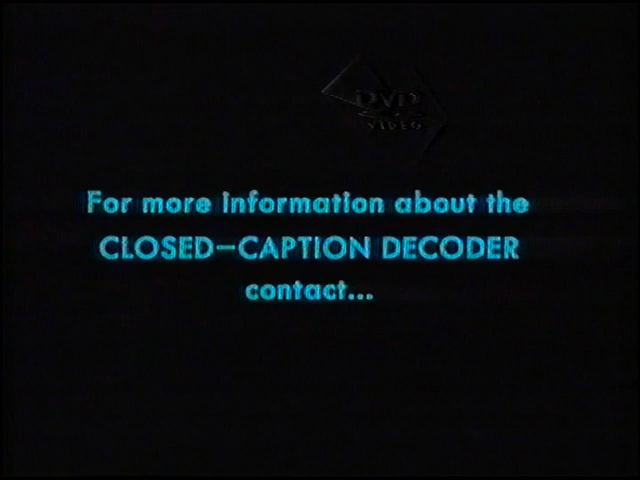 DVD
VIDEO
For more information about the
CLOSED-CAPTION DECODER
contact...